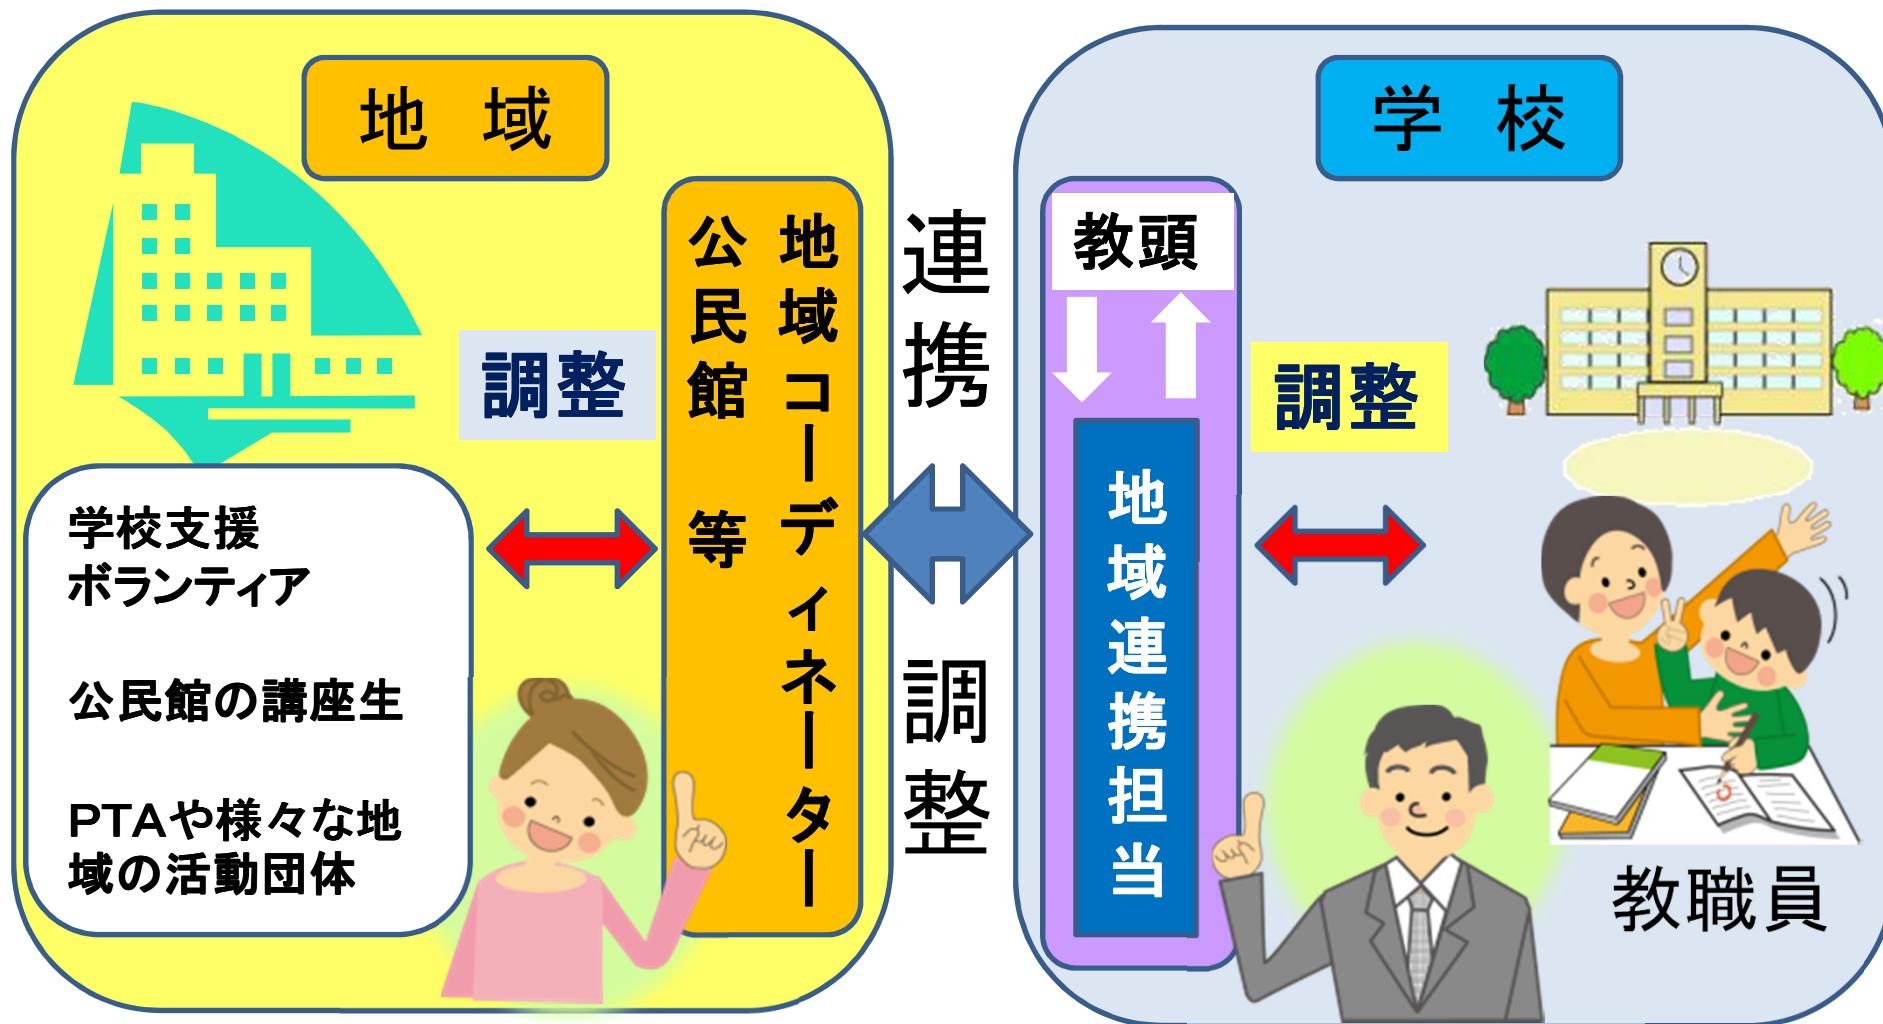 地　域
学　校
地域コーディネーター
公民館　等
連携
調整
教頭
調整
調整
地域連携担当
学校支援
ボランティア
公民館の講座生
PTAや様々な地
域の活動団体
教職員